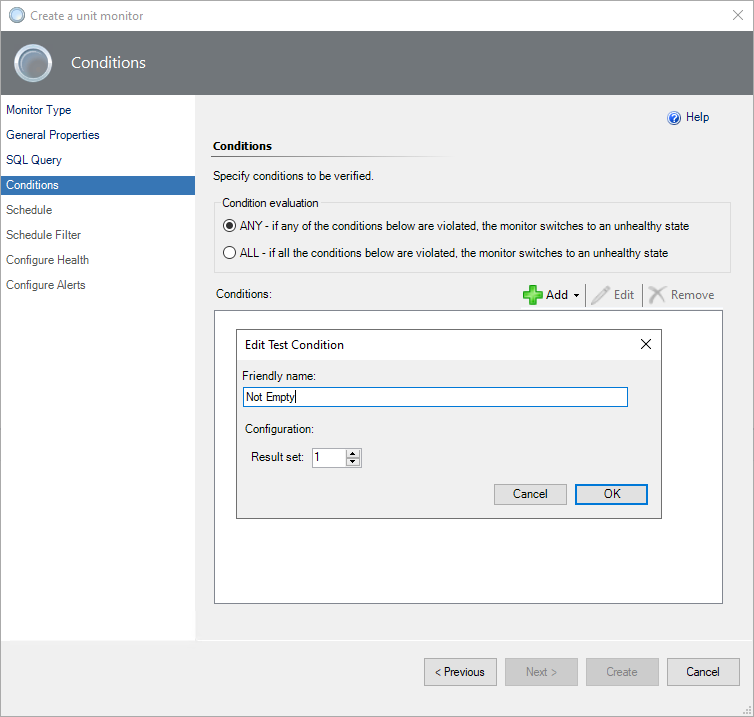 Create a unit monitor
Conditions
Monitor Type
General Properties
SQL Query
Conditions
Schedule
Schedule Filter
Configure Health
Configure Alerts
Help
Conditions
Specify conditions to be verified.
Condition evaluation
ANY - if any of the conditions below are violated, the monitor switches to an unhealthy state
ALL - if all the conditions below are violated, the monitor switches to an unhealthy state
Conditions:
Add
Edit
Remove
Edit Test Condition
Friendly name:
Not Empty
Configuration:
Result set: 1
Cancel
OK
< Previous
Next >
Create
Cancel